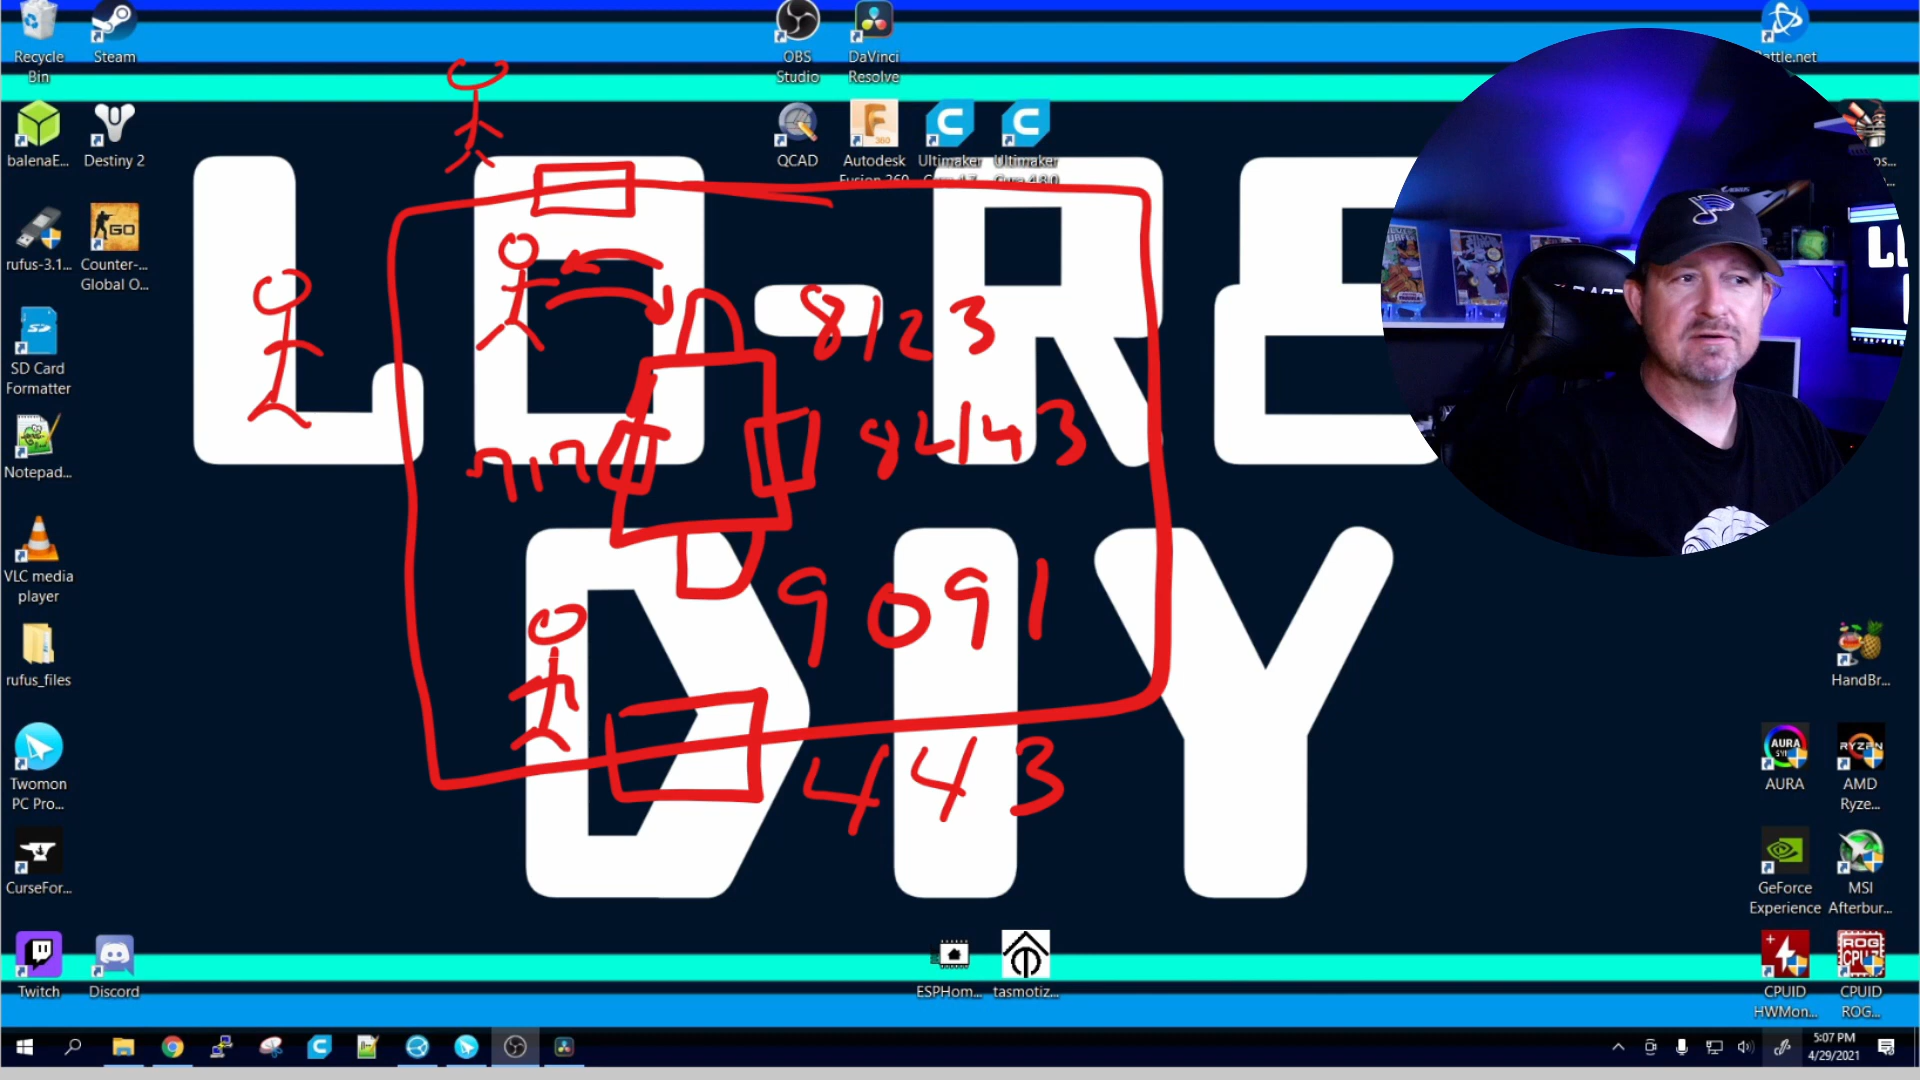 Recycle Bin
Steam
OBS Studio
DaVinci Resolve
Battle.net
balenaE...
Destiny 2
QCAD
Autodesk
Ultimaker
Ultimaker
rufus-3.1...
Counter-...
Global O...
GO
LO-RE
8123
SD Card Formatter
Notepad...
8443
VLC media player
9091
DIY
rufus_files
HandBr...
443
Twomon PC Pro...
AURA
AMD Ryze...
CurseFor...
GeForce Experience
MSI Afterbur...
Twitch
Discord
ESPHom...
tasmotiz...
CPUID HWMon...
CPUID ROG...
5:07 PM
4/29/2021